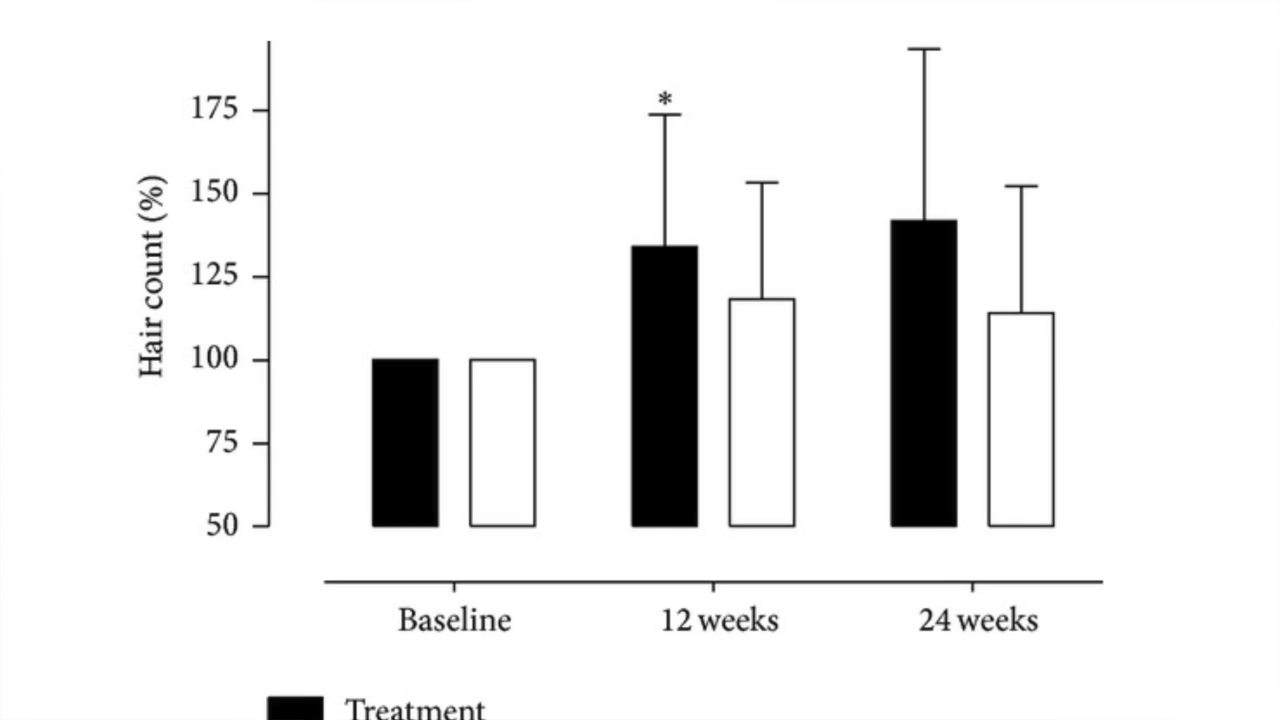 *
175
150
125
100
75
50
Hair count (%)
Baseline
12 weeks
24 weeks
Treatment